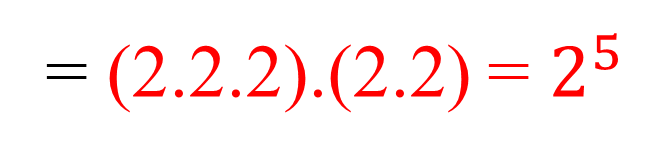 = (2.2.2).(2.2) = 2⁵